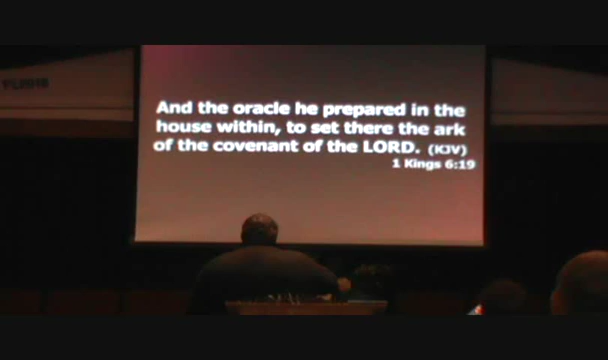 And the oracle he prepared in the
house within, to set there the ark
of the covenant of the LORD. (KJV)
1 Kings 6:19